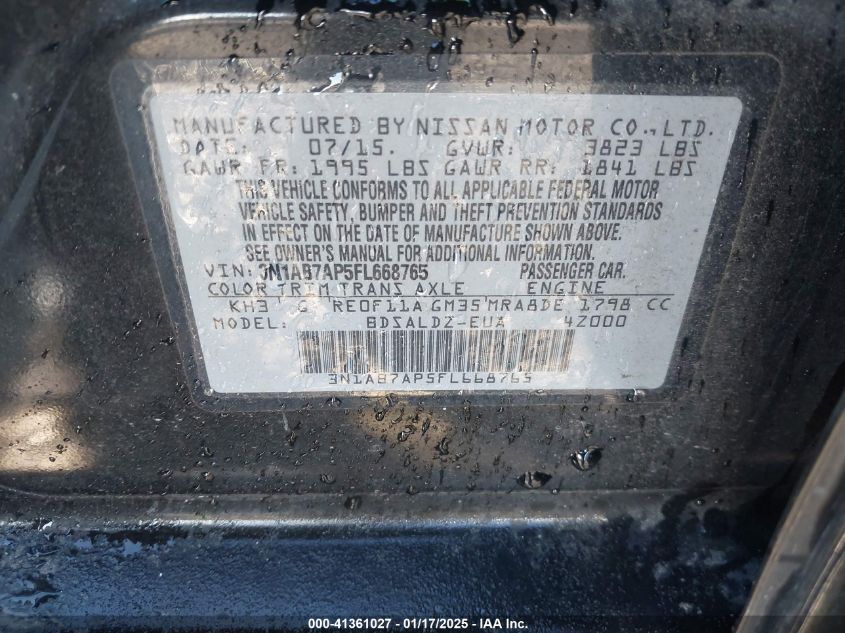 MANUFACTURED BY NISSAN MOTOR CO., LTD.
DATE: 07/15. GVWR: 3823 LBS
GAWR FR: 1995 LBS GAWR RR: 1841 LBS
THIS VEHICLE CONFORMS TO ALL APPLICABLE FEDERAL MOTOR
VEHICLE SAFETY, BUMPER AND THEFT PREVENTION STANDARDS
IN EFFECT ON THE DATE OF MANUFACTURE SHOWN ABOVE.
SEE OWNER'S MANUAL FOR ADDITIONAL INFORMATION.
VIN: 3N1AB7AP5FL668765 PASSENGER CAR.
COLOR TRIM TRANS AXLE ENGINE
KH3 G RE0F11A GM35 MRA8DE 1798 CC
MODEL: BDSALDZ-EUA 4Z000
3N1AB7AP5FL668765
000-41361027 - 01/17/2025 - IAA, Inc.